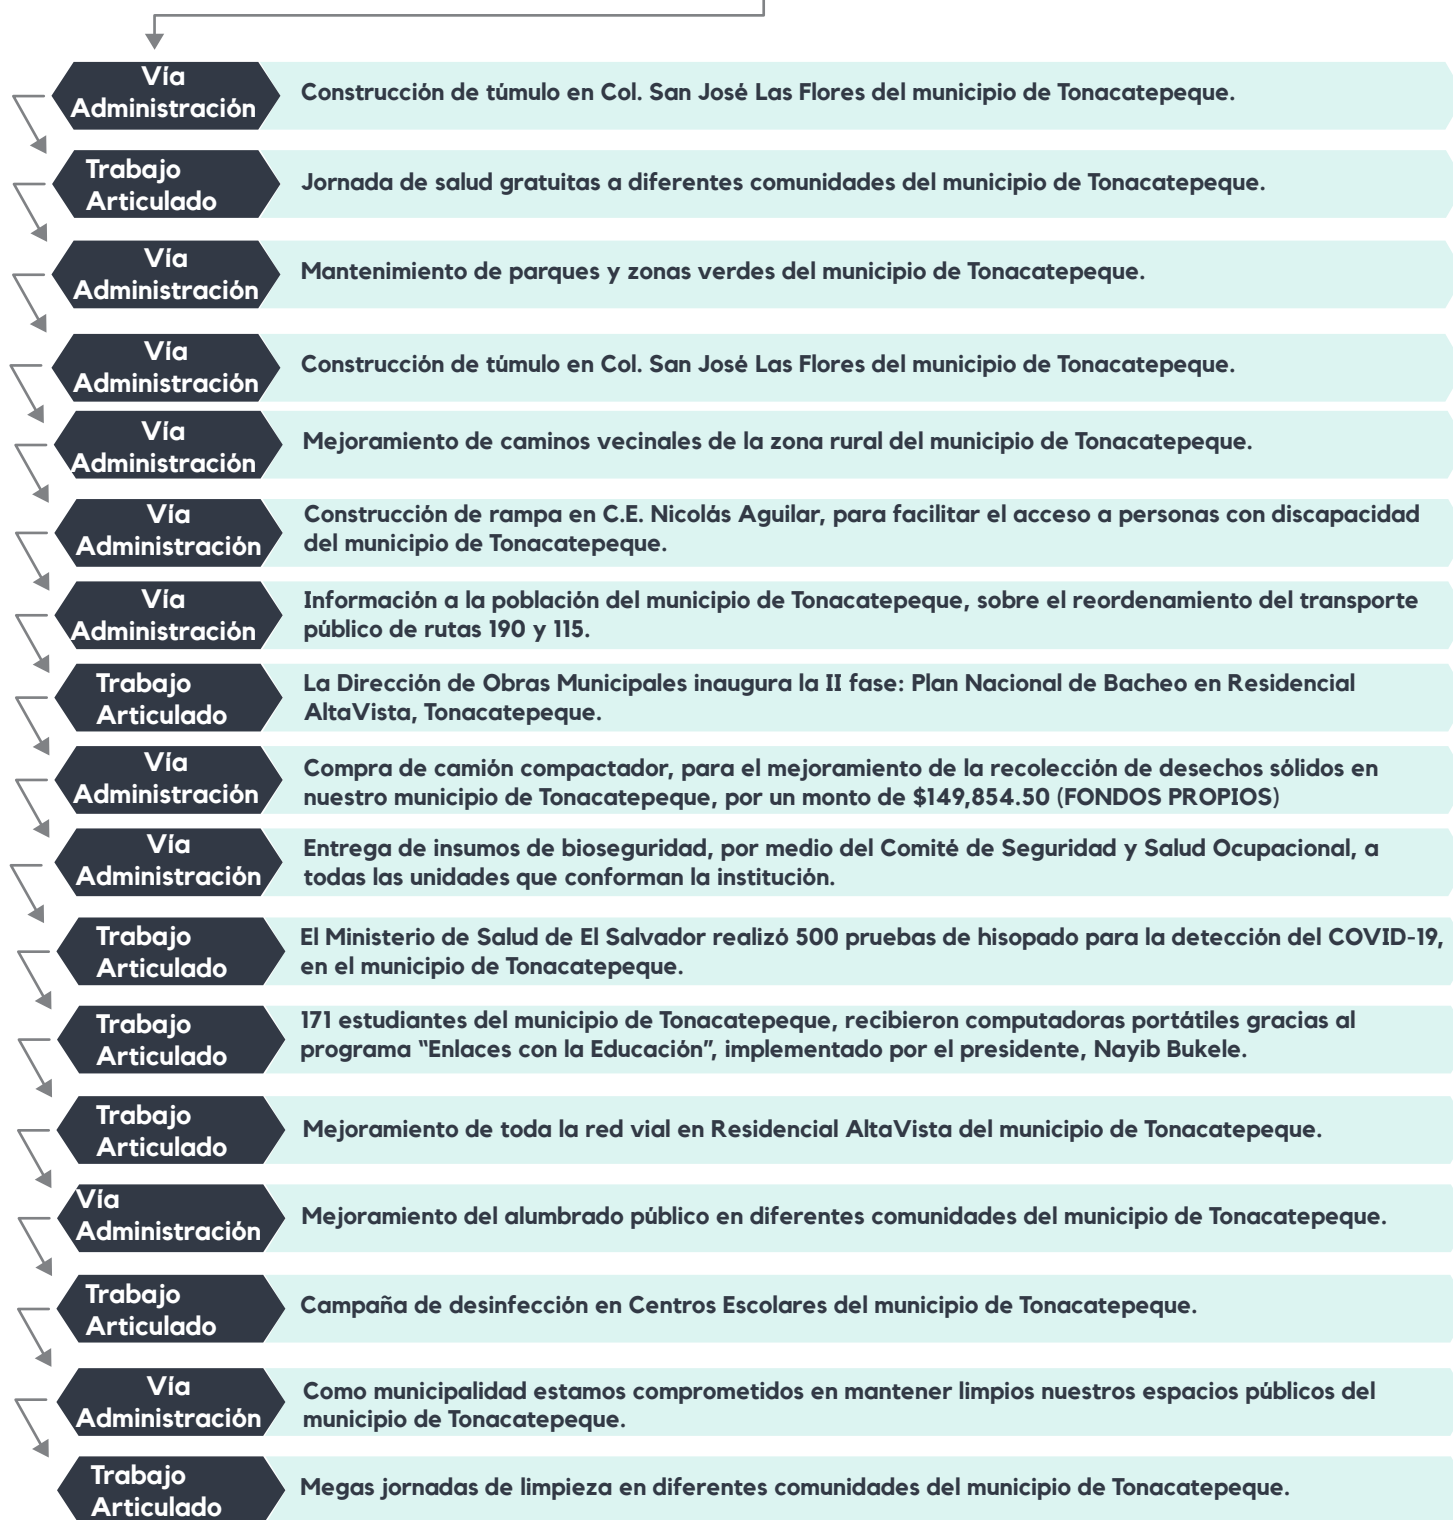 Vía
Administración
Construcción de túmulo en Col. San José Las Flores del municipio de Tonacatepeque.
Trabajo
Articulado
Jornada de salud gratuitas a diferentes comunidades del municipio de Tonacatepeque.
Vía
Administración
Mantenimiento de parques y zonas verdes del municipio de Tonacatepeque.
Vía
Administración
Construcción de túmulo en Col. San José Las Flores del municipio de Tonacatepeque.
Vía
Administración
Mejoramiento de caminos vecinales de la zona rural del municipio de Tonacatepeque.
Vía
Administración
Construcción de rampa en C.E. Nicolás Aguilar, para facilitar el acceso a personas con discapacidad
del municipio de Tonacatepeque.
Vía
Administración
Información a la población del municipio de Tonacatepeque, sobre el reordenamiento del transporte
público de rutas 190 y 115.
Trabajo
Articulado
La Dirección de Obras Municipales inaugura la II fase: Plan Nacional de Bacheo en Residencial
AltaVista, Tonacatepeque.
Vía
Administración
Compra de camión compactador, para el mejoramiento de la recolección de desechos sólidos en
nuestro municipio de Tonacatepeque, por un monto de $149,854.50 (FONDOS PROPIOS)
Vía
Administración
Entrega de insumos de bioseguridad, por medio del Comité de Seguridad y Salud Ocupacional, a
todas las unidades que conforman la institución.
Trabajo
Articulado
El Ministerio de Salud de El Salvador realizó 500 pruebas de hisopado para la detección del COVID-19,
en el municipio de Tonacatepeque.
Trabajo
Articulado
171 estudiantes del municipio de Tonacatepeque, recibieron computadoras portátiles gracias al
programa “Enlaces con la Educación”, implementado por el presidente, Nayib Bukele.
Trabajo
Articulado
Mejoramiento de toda la red vial en Residencial AltaVista del municipio de Tonacatepeque.
Vía
Administración
Mejoramiento del alumbrado público en diferentes comunidades del municipio de Tonacatepeque.
Trabajo
Articulado
Campaña de desinfección en Centros Escolares del municipio de Tonacatepeque.
Vía
Administración
Como municipalidad estamos comprometidos en mantener limpios nuestros espacios públicos del
municipio de Tonacatepeque.
Trabajo
Articulado
Megas jornadas de limpieza en diferentes comunidades del municipio de Tonacatepeque.